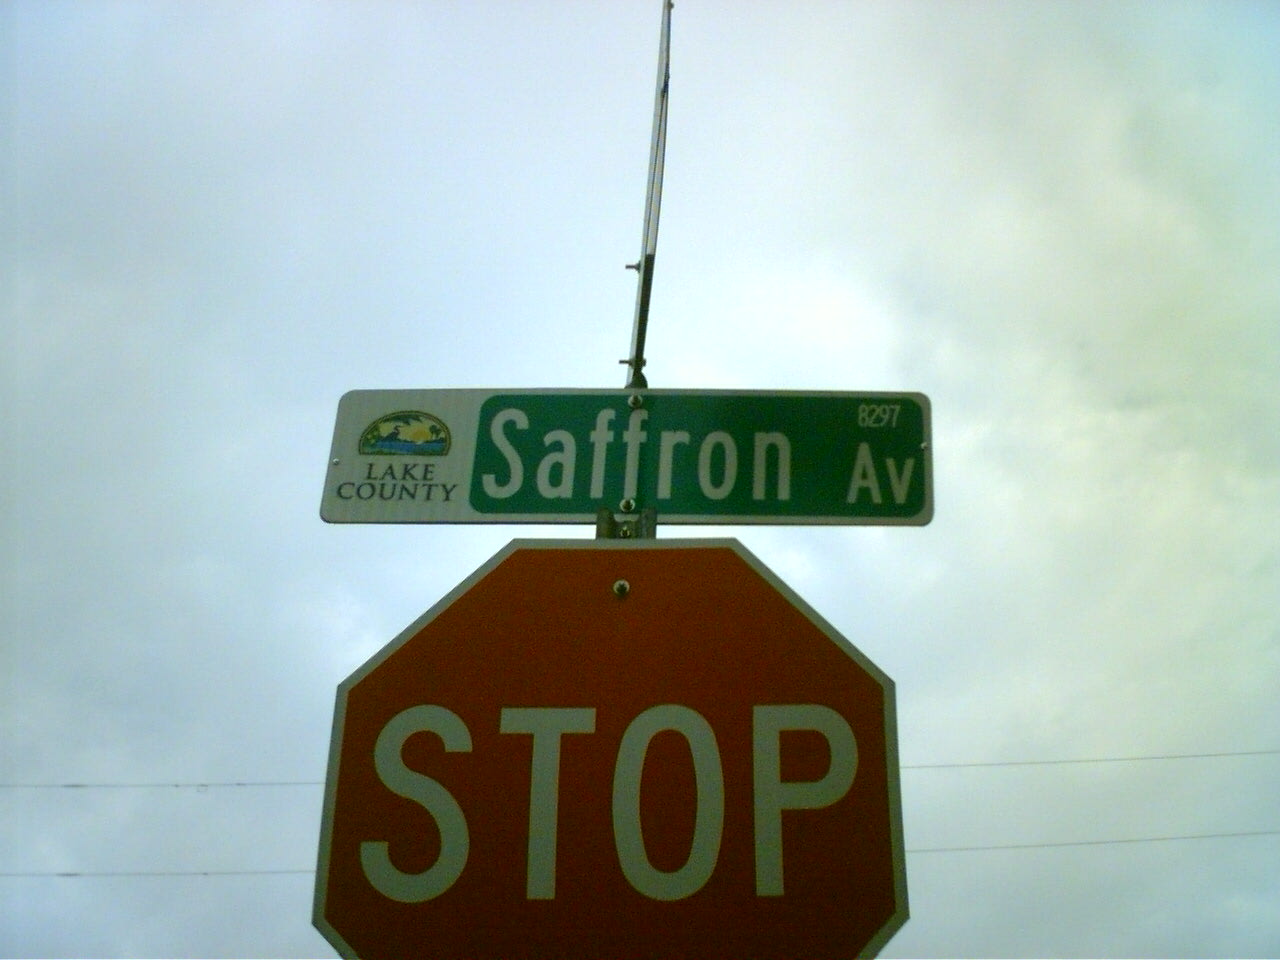 LAKE
COUNTY
Saffron Av
8297
STOP